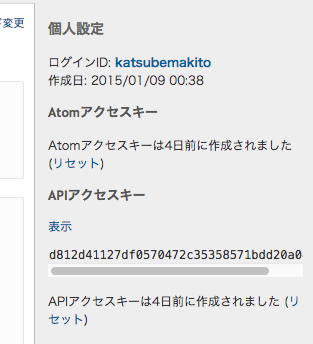 変更
個人設定
ログインID: katsubemakito
作成日: 2015/01/09 00:38
Atomアクセスキー
Atomアクセスキーは4日前に作成されました
(リセット)
APIアクセスキー
表示
d812d41127df0570472c35358571bdd20a0
APIアクセスキーは4日前に作成されました (リ
セット)